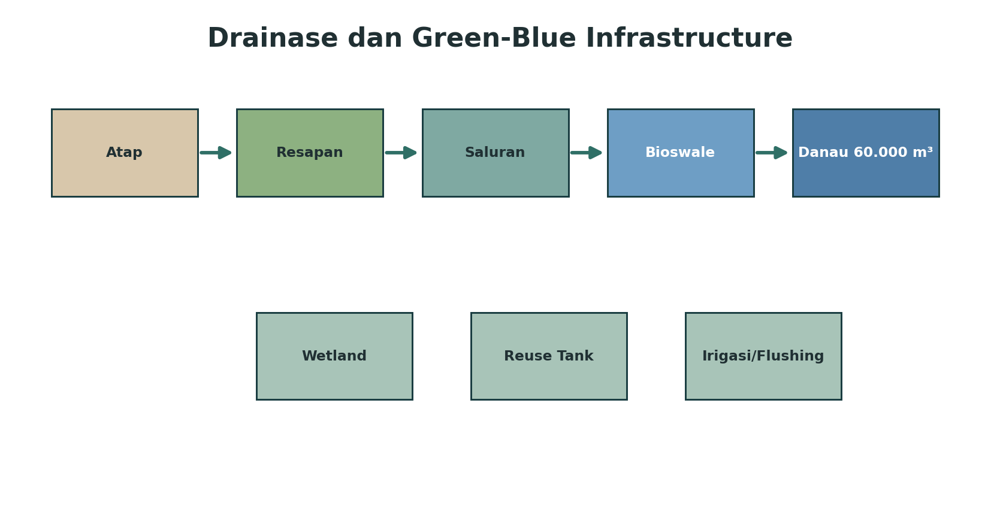 Drainase dan Green-Blue Infrastructure
Atap
Resapan
Saluran
Bioswale
Danau 60.000 m³
Wetland
Reuse Tank
Irigasi/Flushing